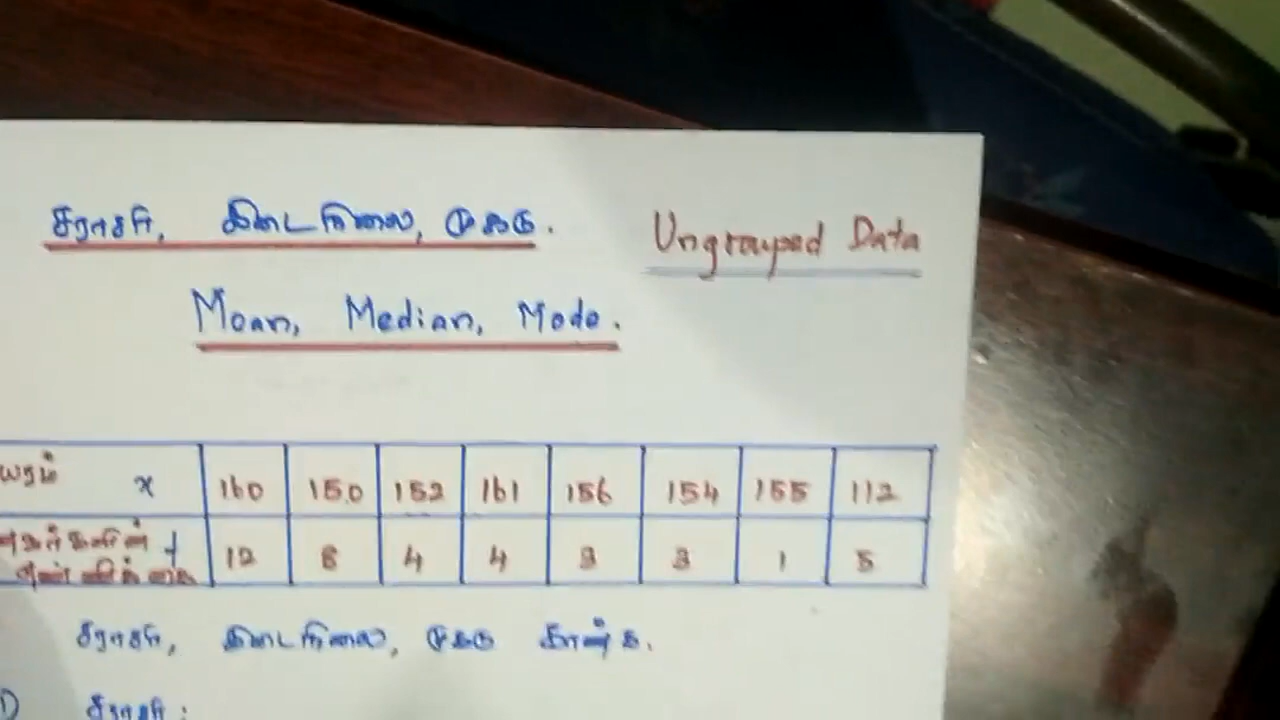 சராசரி, இடைநிலை, முகடு.
Ungrouped Data
Mean, Median, Mode.
x 160 150 152 161 156 154 155 112
f 12 8 4 4 3 3 1 5
சராசரி, இடைநிலை, முகடு காண்க.
1) சராசரி :